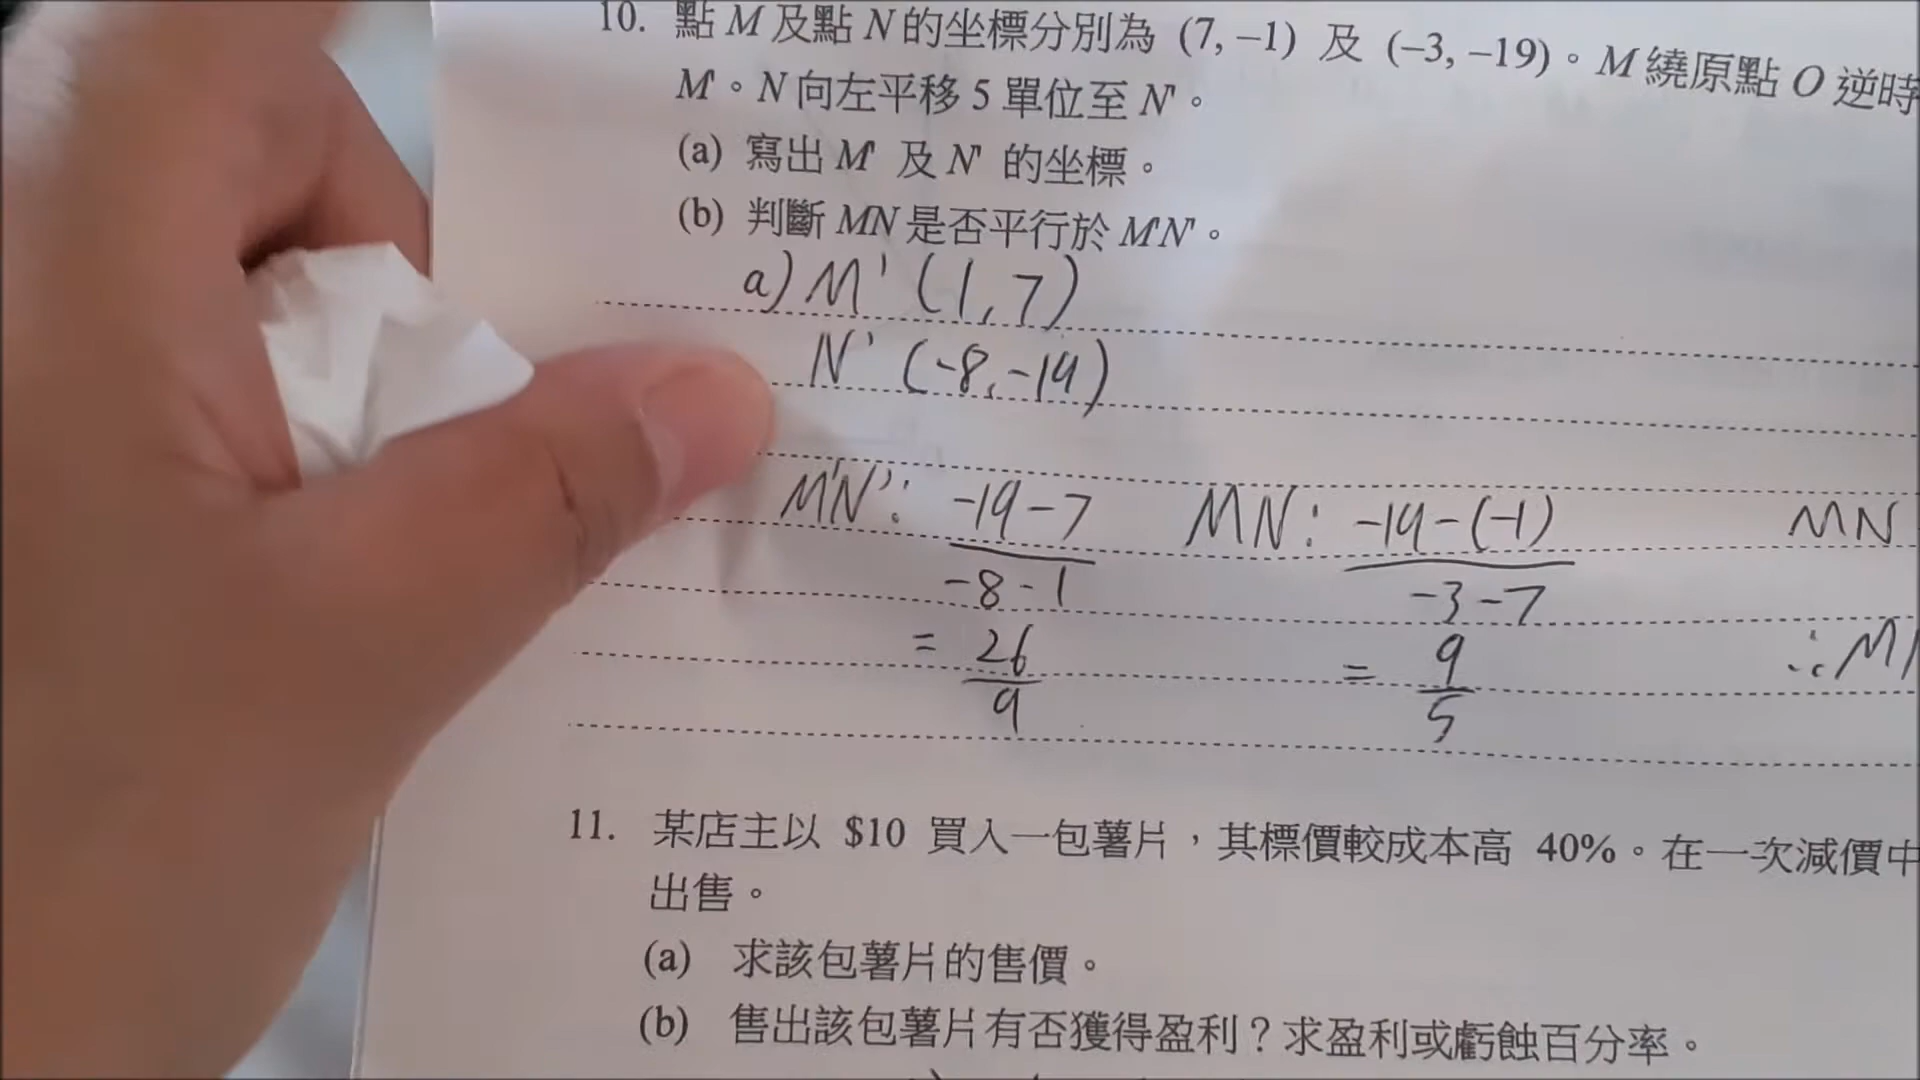 10. 點 M 及點 N 的坐標分別為 (7, –1) 及 (–3, –19)。M 繞原點 O 逆時
M'。N 向左平移 5 單位至 N'。
(a) 寫出 M' 及 N' 的坐標。
(b) 判斷 MN 是否平行於 M'N'。
a) M' (1, 7)
N' (-8, -19)
M'N': -19-7 MN: -19-(-1) MN
-8-1 -3-7
= 26 = 9 ∴ M
9 5
11. 某店主以 $10 買入一包薯片，其標價較成本高 40%。在一次減價中
出售。
(a) 求該包薯片的售價。
(b) 售出該包薯片有否獲得盈利？求盈利或虧蝕百分率。